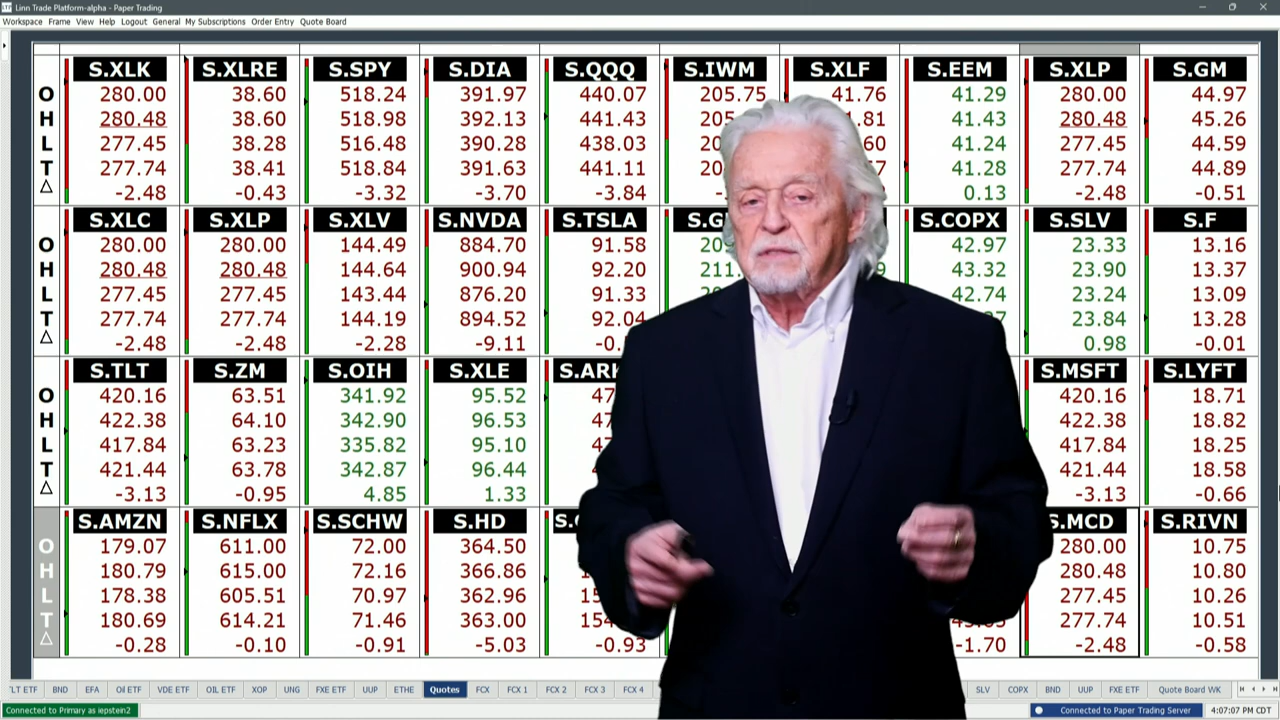 Linn Trade Platform-alpha - Paper Trading
Workspace Frame View Help Logout General My Subscriptions Order Entry Quote Board
S.XLK S.XLRE S.SPY S.DIA S.QQQ S.IWM S.XLF S.EEM S.XLP S.GM
O 280.00 38.60 518.24 391.97 440.07 205.75 41.76 41.29 280.00 44.97
H 280.48 38.60 518.98 392.13 441.43 .81 41.43 280.48 45.26
L 277.45 38.28 516.48 390.28 438.03 60 41.24 277.45 44.59
T 277.74 38.41 518.84 391.63 441.11 41.28 277.74 44.89
△ -2.48 -0.43 -3.32 -3.70 -3.84 0.13 -2.48 -0.51
S.XLC S.XLP S.XLV S.NVDA S.TSLA S.COPX S.SLV S.F
O 280.00 280.00 144.49 884.70 91.58 42.97 23.33 13.16
H 280.48 280.48 144.64 900.94 92.20 211. 43.32 23.90 13.37
L 277.45 277.45 143.44 876.20 91.33 42.74 23.24 13.09
T 277.74 277.74 144.19 894.52 92.04 23.84 13.28
△ -2.48 -2.48 -2.28 -9.11 0.98 -0.01
S.TLT S.ZM S.OIH S.XLE S.ARK S.MSFT S.LYFT
O 420.16 63.51 341.92 95.52 47 420.16 18.71
H 422.38 64.10 342.90 96.53 47 422.38 18.82
L 417.84 63.23 335.82 95.10 417.84 18.25
T 421.44 63.78 342.87 96.44 421.44 18.58
△ -3.13 -0.95 4.85 1.33 -3.13 -0.66
S.AMZN S.NFLX S.SCHW S.HD S.MCD S.RIVN
O 179.07 611.00 72.00 364.50 280.00 10.75
H 180.79 615.00 72.16 366.86 280.48 10.80
L 178.38 605.51 70.97 362.96 277.45 10.26
T 180.69 614.21 71.46 363.00 154 277.74 10.51
△ -0.28 -0.10 -0.91 -5.03 -0.93 -1.70 -2.48 -0.58
LT ETF BND EFA Oil ETF VDE ETF OIL ETF XOP UNG FXE ETF UUP ETHE Quotes FCX FCX 1 FCX 2 FCX 3 FCX 4 SLV COPX BND UUP FXE ETF Quote Board WK
Connected to Primary as iepstein2 Connected to Paper Trading Server 4:07:07 PM CDT